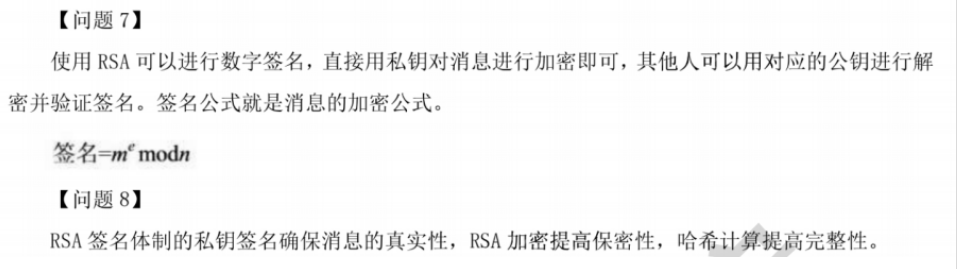 【问题 7】
使用 RSA 可以进行数字签名，直接用私钥对消息进行加密即可，其他人可以用对应的公钥进行解
密并验证签名。签名公式就是消息的加密公式。
签名=mᵉ modn
【问题 8】
RSA 签名体制的私钥签名确保消息的真实性，RSA 加密提高保密性，哈希计算提高完整性。